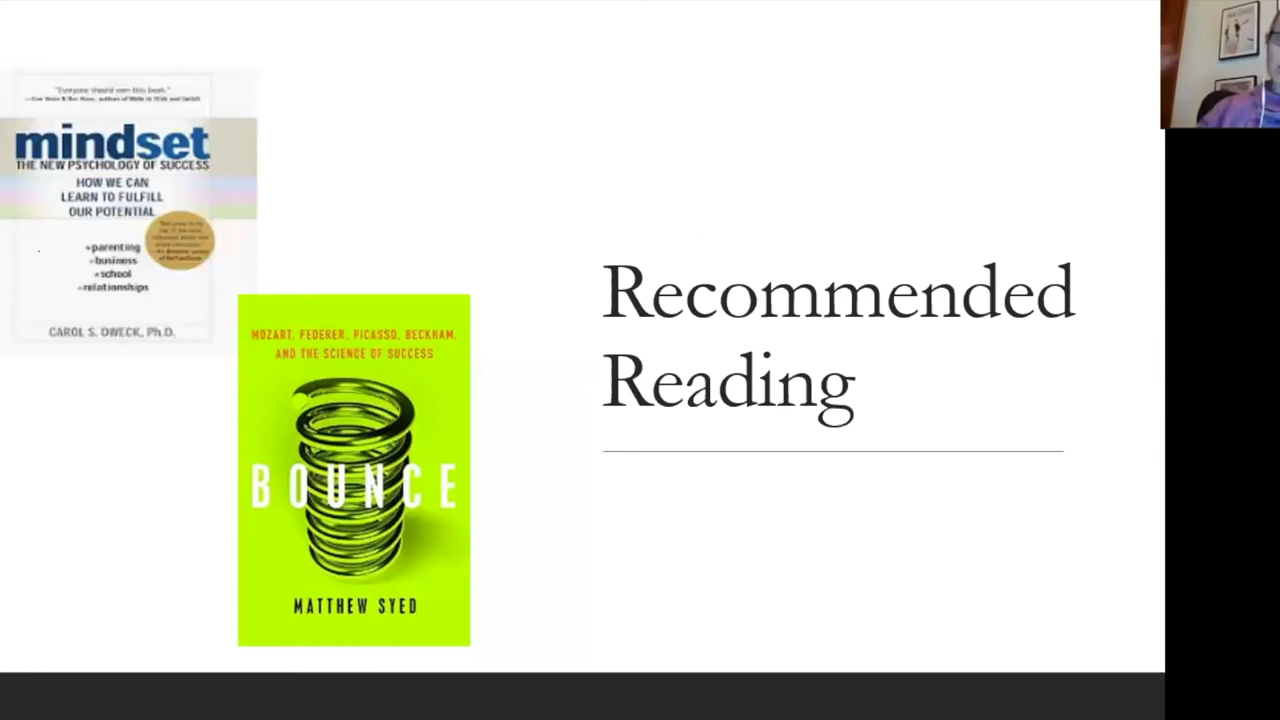 "Everyone should own this book."
mindset
THE NEW PSYCHOLOGY OF SUCCESS
HOW WE CAN
LEARN TO FULFILL
OUR POTENTIAL
parenting
business
school
relationships
CAROL S. DWECK, Ph.D.
MOZART, FEDERER, PICASSO, BECKHAM,
AND THE SCIENCE OF SUCCESS
BOUNCE
MATTHEW SYED
Recommended
Reading